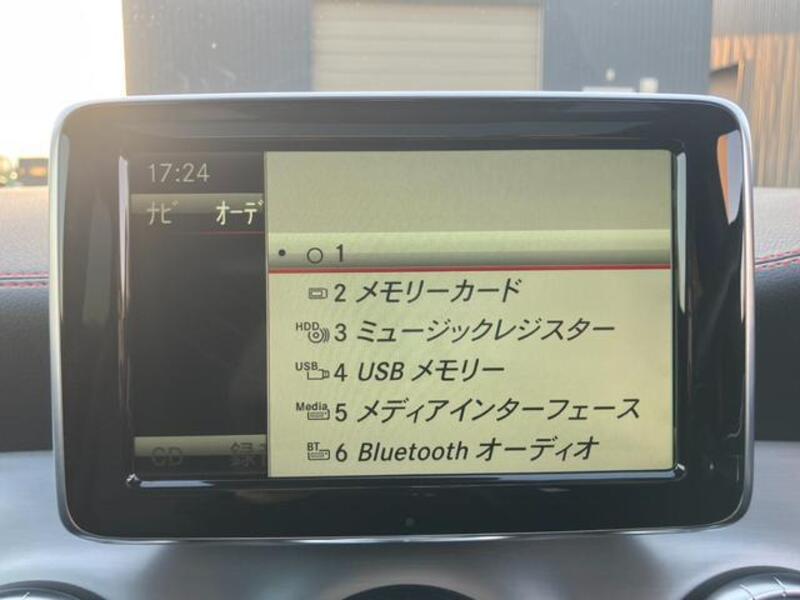 17:24
ナビ オーデ
1
2 メモリーカード
HDD 3 ミュージックレジスター
USB 4 USB メモリー
Media 5 メディアインターフェース
BT 6 Bluetooth オーディオ
CD 録